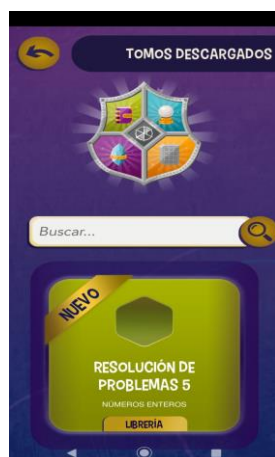 TOMOS DESCARGADOS
Buscar...
NUEVO
RESOLUCIÓN DE
PROBLEMAS 5
NÚMEROS ENTEROS
LIBRERÍA